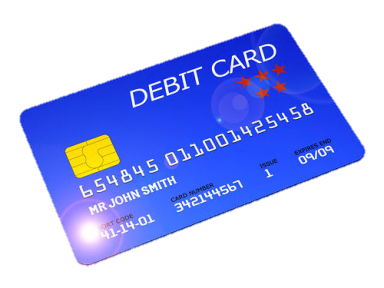 DEBIT CARD
654845 011001425458
MR JOHN SMITH
SORT CODE CARD NUMBER ISSUE EXPIRES END
41-14-01 342144567 1 09/09